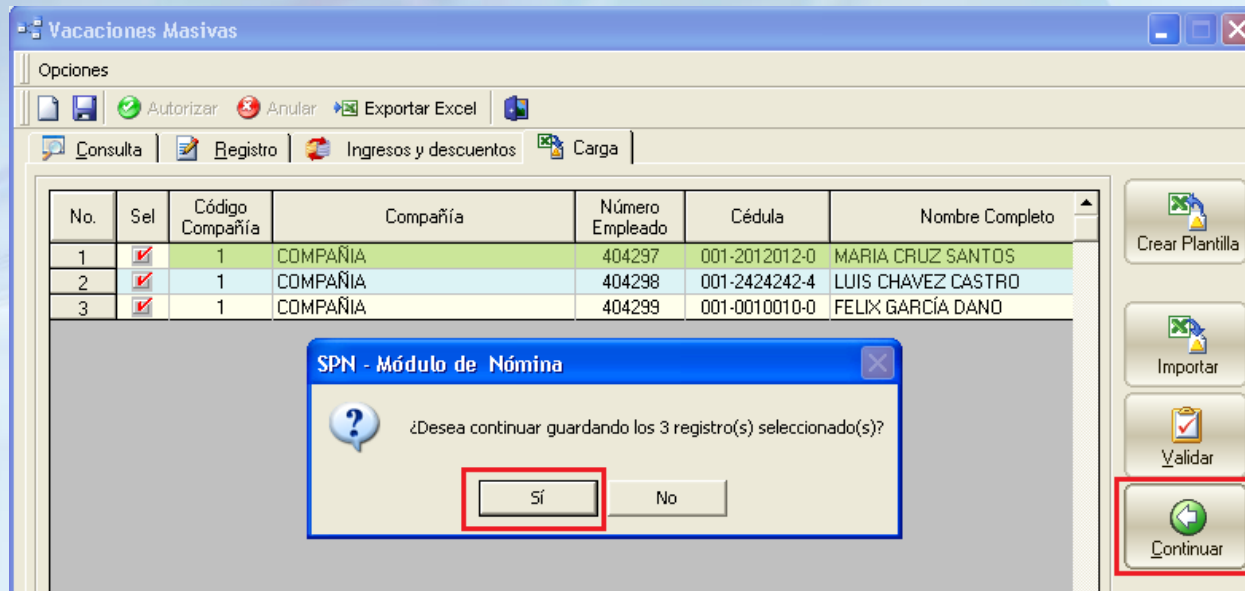 Vacaciones Masivas
Opciones
Autorizar Anular Exportar Excel
Consulta Registro Ingresos y descuentos Carga
No. Sel Código Compañía Compañía Número Empleado Cédula Nombre Completo
1 1 COMPAÑIA 404297 001-2012012-0 MARIA CRUZ SANTOS
2 1 COMPAÑIA 404298 001-2424242-4 LUIS CHAVEZ CASTRO
3 1 COMPAÑIA 404299 001-0010010-0 FELIX GARCÍA DANO
Crear Plantilla
Importar
Validar
Continuar
SPN - Módulo de Nómina
¿Desea continuar guardando los 3 registro(s) seleccionado(s)?
Sí No